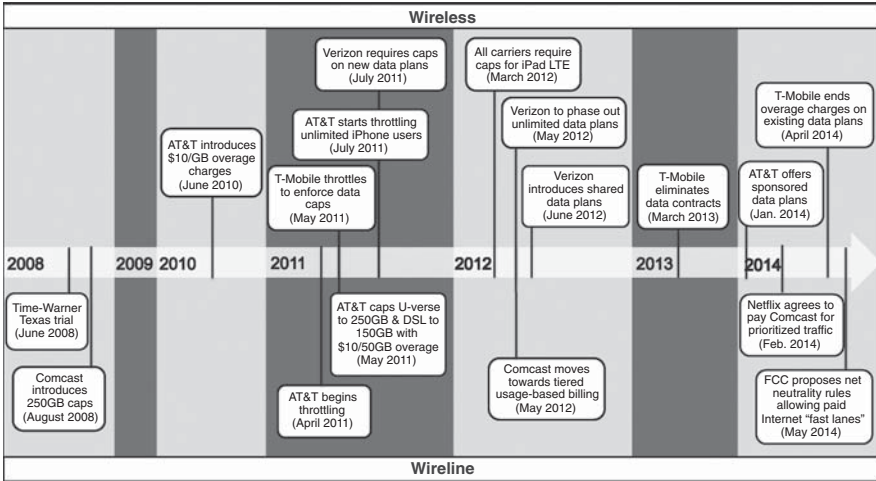 Wireless
Verizon requires caps
on new data plans
(July 2011)
All carriers require
caps for iPad LTE
(March 2012)
T-Mobile ends
overage charges on
existing data plans
(April 2014)
AT&T starts throttling
unlimited iPhone users
(July 2011)
Verizon to phase out
unlimited data plans
(May 2012)
AT&T introduces
$10/GB overage
charges
(June 2010)
T-Mobile throttles
to enforce data
caps
(May 2011)
Verizon
introduces shared
data plans
(June 2012)
T-Mobile
eliminates
data contracts
(March 2013)
AT&T offers
sponsored
data plans
(Jan. 2014)
2008
2009
2010
2011
2012
2013
2014
Time-Warner
Texas trial
(June 2008)
AT&T caps U-verse
to 250GB & DSL to
150GB with
$10/50GB overage
(May 2011)
Netflix agrees to
pay Comcast for
prioritized traffic
(Feb. 2014)
Comcast
introduces
250GB caps
(August 2008)
AT&T begins
throttling
(April 2011)
Comcast moves
towards tiered
usage-based billing
(May 2012)
FCC proposes net
neutrality rules
allowing paid
Internet “fast lanes”
(May 2014)
Wireline